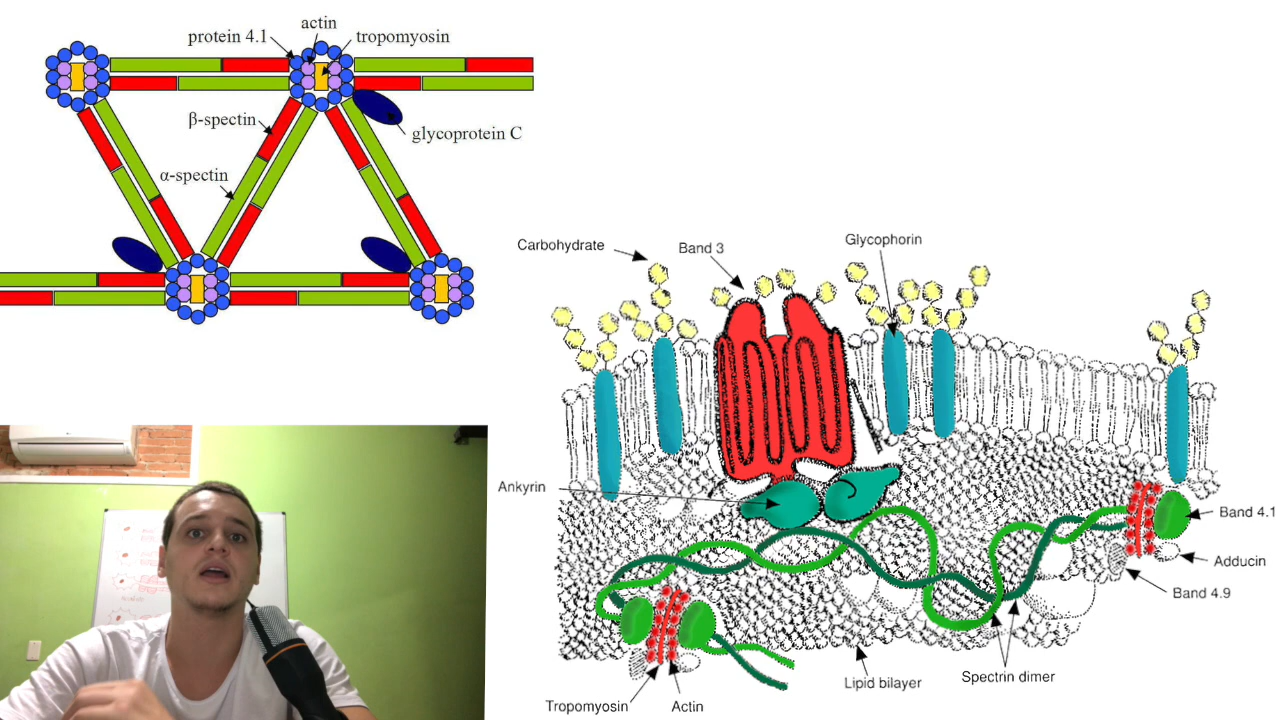 actin
protein 4.1
tropomyosin
β-spectin
glycoprotein C
α-spectin
Carbohydrate
Band 3
Glycophorin
Ankyrin
Band 4.1
Adducin
Band 4.9
Spectrin dimer
Lipid bilayer
Tropomyosin
Actin